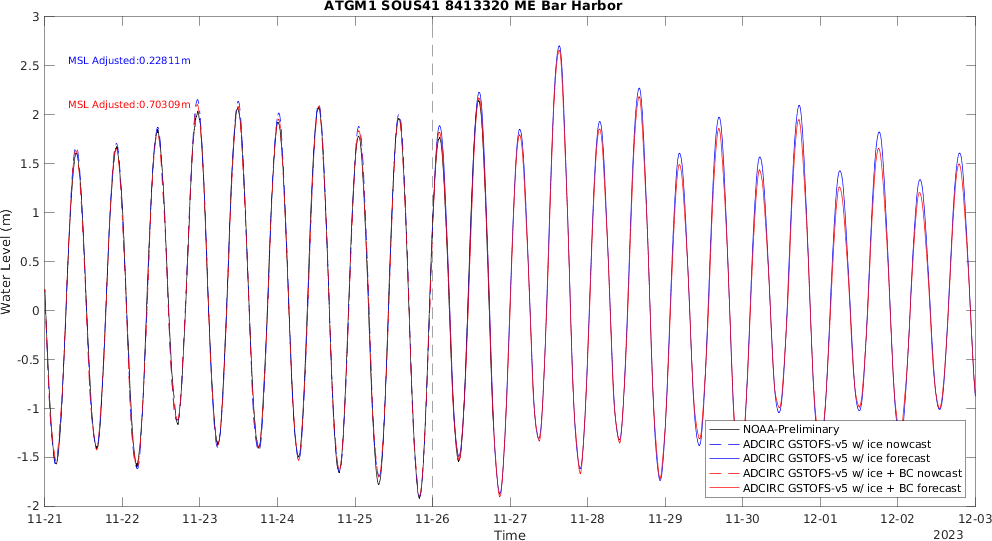 ATGM1 SOUS41 8413320 ME Bar Harbor
3
2.5
2
1.5
1
0.5
0
-0.5
-1
-1.5
-2
Water Level (m)
MSL Adjusted:0.22811m
MSL Adjusted:0.70309m
NOAA-Preliminary
ADCIRC GSTOFS-v5 w/ ice nowcast
ADCIRC GSTOFS-v5 w/ ice forecast
ADCIRC GSTOFS-v5 w/ ice + BC nowcast
ADCIRC GSTOFS-v5 w/ ice + BC forecast
11-21 11-22 11-23 11-24 11-25 11-26 11-27 11-28 11-29 11-30 12-01 12-02 12-03
Time
2023